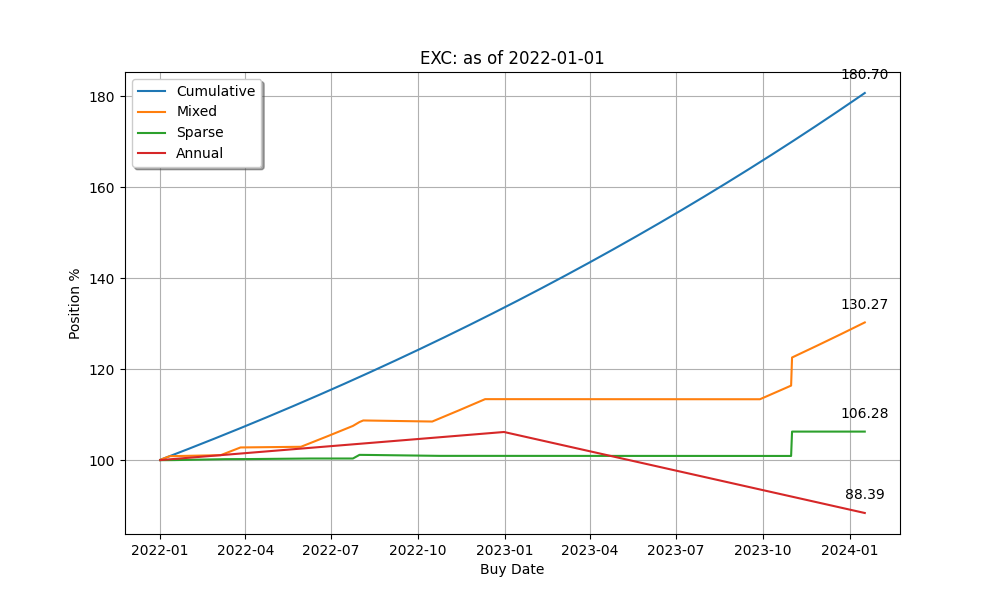 EXC: as of 2022-01-01
Cumulative
Mixed
Sparse
Annual
180.70
130.27
106.28
88.39
180
160
140
120
100
Position %
2022-01 2022-04 2022-07 2022-10 2023-01 2023-04 2023-07 2023-10 2024-01
Buy Date